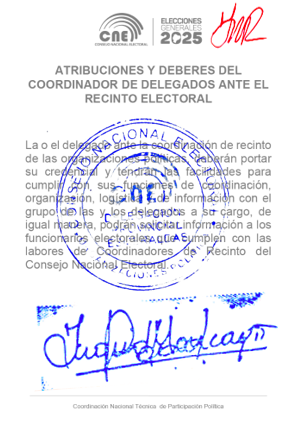 CNE
CONSEJO NACIONAL ELECTORAL
ELECCIONES
GENERALES
2025
ATRIBUCIONES Y DEBERES DEL
COORDINADOR DE DELEGADOS ANTE EL
RECINTO ELECTORAL
La o el delegado ante la coordinación de recinto
de las organizaciones políticas, deberán portar
su credencial y tendrán las facilidades para
cumplir con sus funciones de coordinación,
organización, logística e información con el
grupo de las y los delegados a su cargo, de
igual manera, podrán solicitar información a los
funcionarios electorales que cumplen con las
labores de Coordinadores de Recinto del
Consejo Nacional Electoral.
Coordinación Nacional Técnica de Participación Política